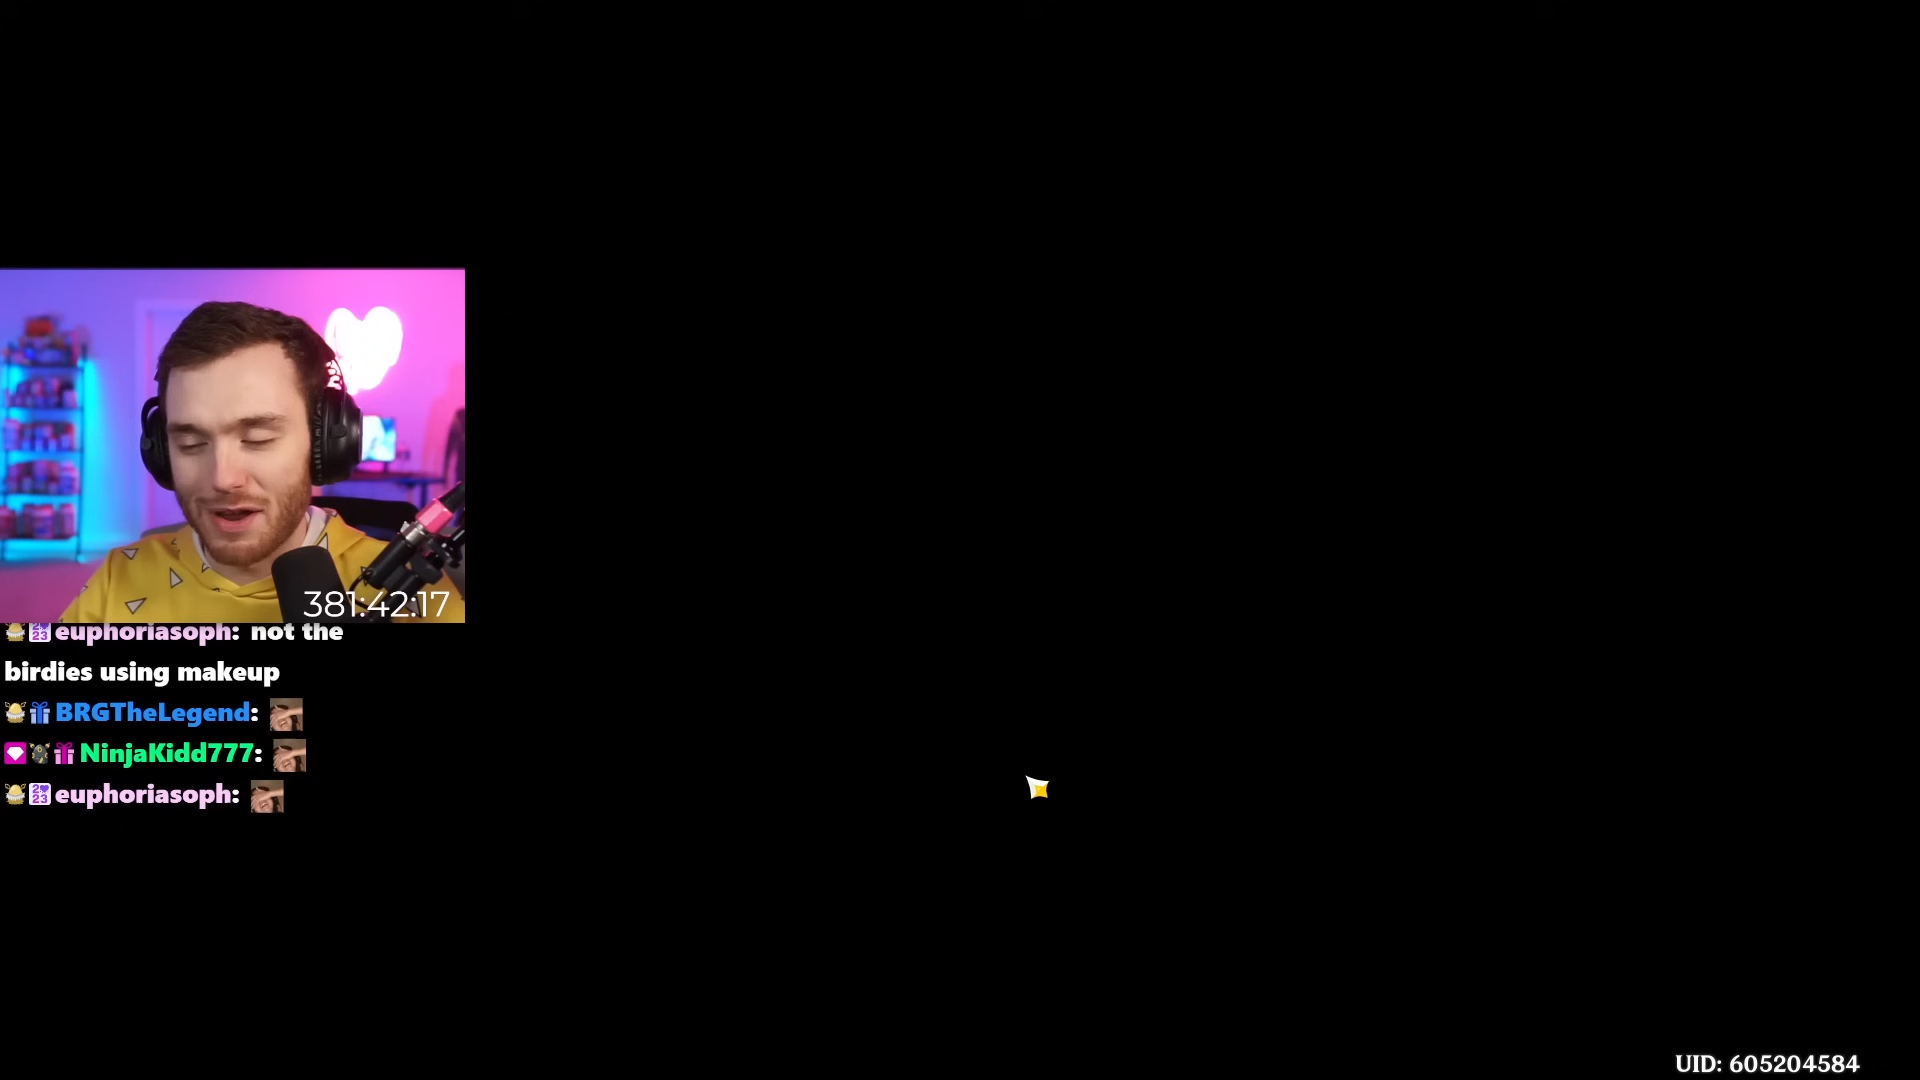 381:42:17
euphoriasoph: not the
birdies using makeup
BRGTheLegend:
NinjaKidd777:
euphoriasoph:
UID: 605204584